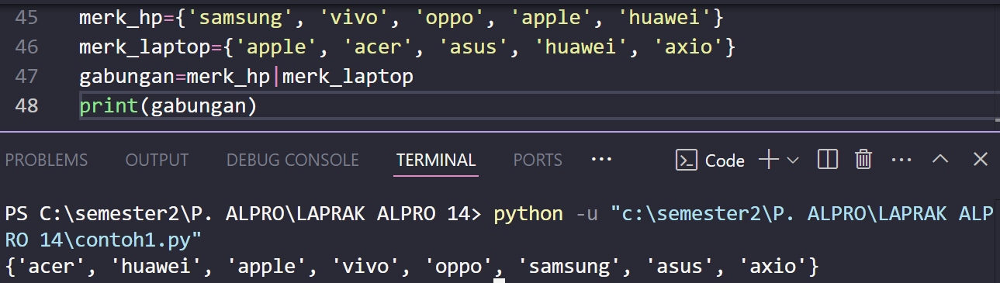 45 merk_hp={'samsung', 'vivo', 'oppo', 'apple', 'huawei'}
46 merk_laptop={'apple', 'acer', 'asus', 'huawei', 'axio'}
47 gabungan=merk_hp|merk_laptop
48 print(gabungan)
PROBLEMS OUTPUT DEBUG CONSOLE TERMINAL PORTS ... Code
PS C:\semester2\P. ALPRO\LAPRAK ALPRO 14> python -u "c:\semester2\P. ALPRO\LAPRAK ALP
RO 14\contoh1.py"
{'acer', 'huawei', 'apple', 'vivo', 'oppo', 'samsung', 'asus', 'axio'}